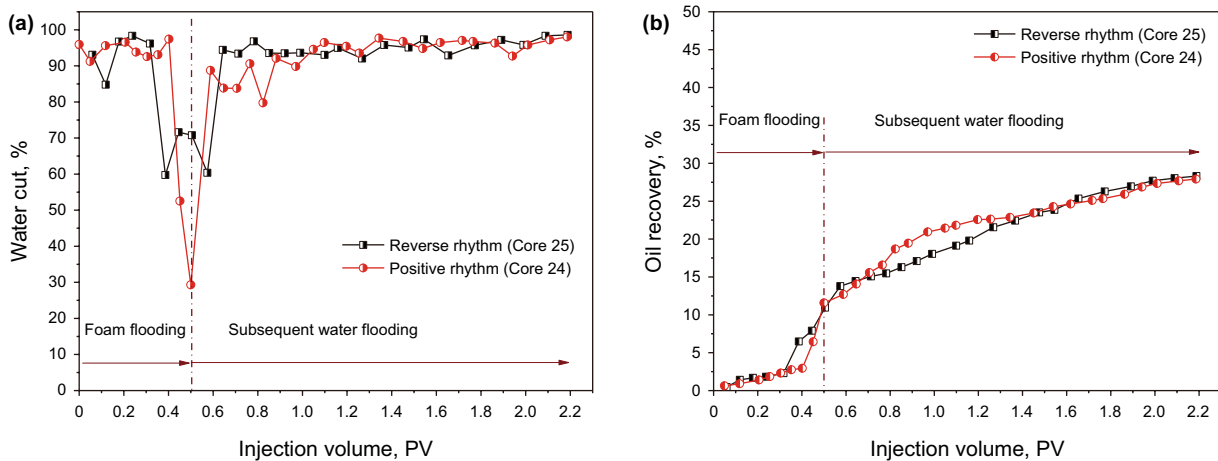 (a)
100
90
80
70
60
50
40
30
20
10
0
Water cut, %
Reverse rhythm (Core 25)
Positive rhythm (Core 24)
Foam flooding
Subsequent water flooding
0 0.2 0.4 0.6 0.8 1.0 1.2 1.4 1.6 1.8 2.0 2.2
Injection volume, PV
(b)
50
45
40
35
30
25
20
15
10
5
0
Oil recovery, %
Reverse rhythm (Core 25)
Positive rhythm (Core 24)
Foam flooding
Subsequent water flooding
0 0.2 0.4 0.6 0.8 1.0 1.2 1.4 1.6 1.8 2.0 2.2
Injection volume, PV